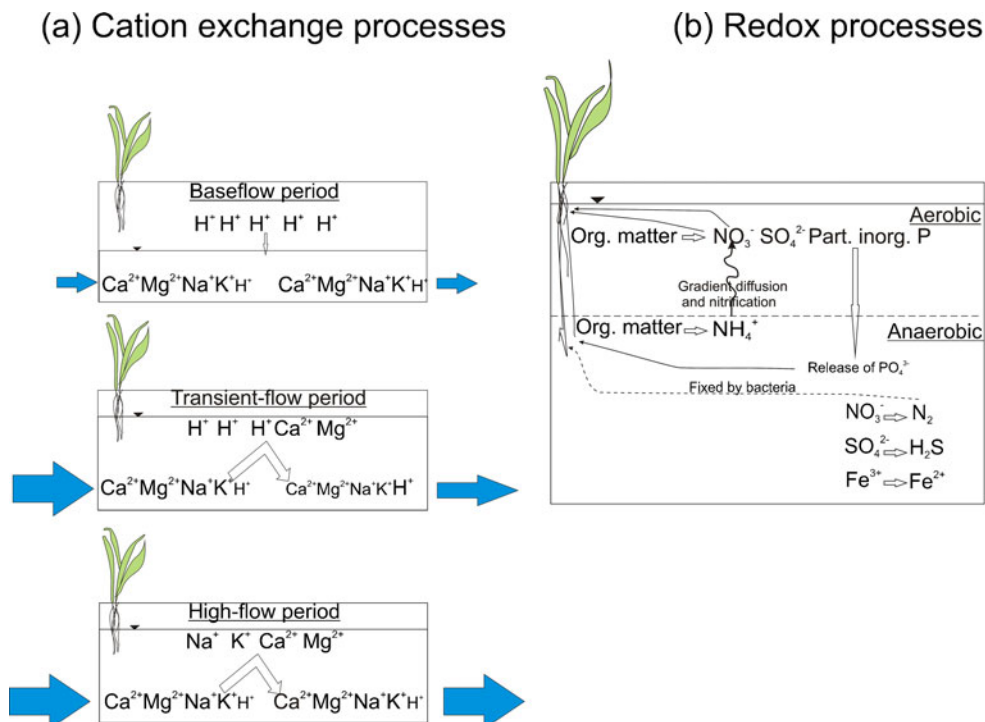 (a) Cation exchange processes
(b) Redox processes
Baseflow period
H⁺ H⁺ H⁺ H⁺ H⁺
Ca²⁺Mg²⁺Na⁺K⁺H⁺ Ca²⁺Mg²⁺Na⁺K⁺H⁺
Transient-flow period
H⁺ H⁺ H⁺ Ca²⁺ Mg²⁺
Ca²⁺Mg²⁺Na⁺K⁺H⁺ Ca²⁺Mg²⁺Na⁺K⁺H⁺
High-flow period
Na⁺ K⁺ Ca²⁺ Mg²⁺
Ca²⁺Mg²⁺Na⁺K⁺H⁺ Ca²⁺Mg²⁺Na⁺K⁺H⁺
Aerobic
Org. matter NO₃⁻ SO₄²⁻ Part. inorg. P
Gradient diffusion
and nitrification
Org. matter NH₄⁺
Anaerobic
Release of PO₄³⁻
Fixed by bacteria
NO₃⁻ N₂
SO₄²⁻ H₂S
Fe³⁺ Fe²⁺